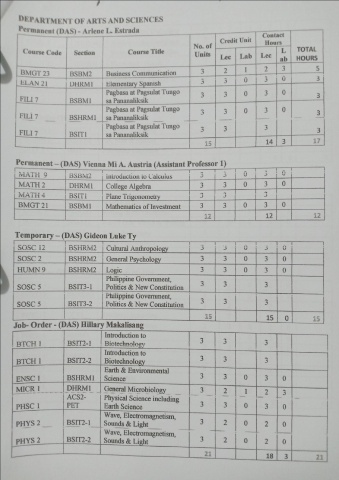 DEPARTMENT OF ARTS AND SCIENCES
Permanent (DAS) - Arlene L. Estrada
Course Code Section Course Title No. of Units Credit Unit Contact Hours TOTAL HOURS
Lec Lab Lec L ab
BMGT 23 BSBM2 Business Communication 3 2 1 2 3 5
ELAN 21 DHRM1 Elementary Spanish 3 3 0 3 0 3
FILI 7 BSBM1 Pagbasa at Pagsulat Tungo sa Pananaliksik 3 3 0 3 0 3
FILI 7 BSHRM1 Pagbasa at Pagsulat Tungo sa Pananaliksik 3 3 0 3 0 3
FILI 7 BSIT1 Pagbasa at Pagsulat Tungo sa Pananaliksik 3 3 3 3
15 14 3 17
Permanent – (DAS) Vienna Mi A. Austria (Assistant Professor 1)
MATH 9 BSBM2 Introduction to Calculus 3 3 0 3 0
MATH 2 DHRM1 College Algebra 3 3 0 3 0
MATH 4 BSIT1 Plane Trigonometry 3 3 3
BMGT 21 BSBM1 Mathematics of Investment 3 3 0 3 0
12 12 12
Temporary – (DAS) Gideon Luke Ty
SOSC 12 BSHRM2 Cultural Anthropology 3 3 0 3 0
SOSC 2 BSHRM2 General Psychology 3 3 0 3 0
HUMN 9 BSHRM2 Logic 3 3 0 3 0
SOSC 5 BSIT3-1 Philippine Government, Politics & New Constitution 3 3 3
SOSC 5 BSIT3-2 Philippine Government, Politics & New Constitution 3 3 3
15 15 0 15
Job- Order - (DAS) Hillary Makalisang
BTCH 1 BSIT2-1 Introduction to Biotechnology 3 3 3
BTCH 1 BSIT2-2 Introduction to Biotechnology 3 3 3
ENSC 1 BSHRM1 Earth & Environmental Science 3 3 0 3 0
MICR 1 DHRM1 General Microbiology 3 2 1 2 3
PHSC 1 ACS2-PET Physical Science including Earth Science 3 3 0 3 0
PHYS 2 BSIT2-1 Wave, Electromagnetism, Sounds & Light 3 2 0 2 0
PHYS 2 BSIT2-2 Wave, Electromagnetism, Sounds & Light 3 2 0 2 0
21 18 3 21